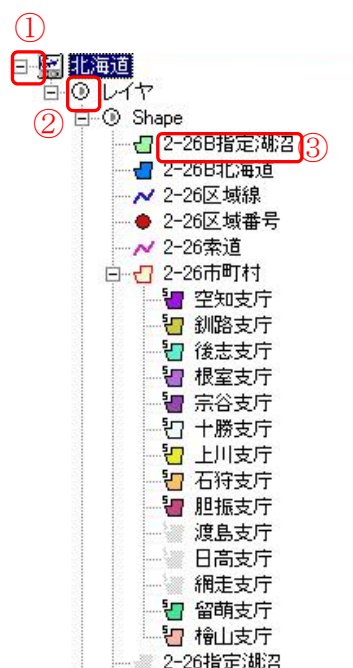 ①
北海道
レイヤ
②
Shape
2-26B指定湖沼
③
2-26B北海道
2-26区域線
2-26区域番号
2-26索道
2-26市町村
空知支庁
釧路支庁
後志支庁
根室支庁
宗谷支庁
十勝支庁
上川支庁
石狩支庁
胆振支庁
渡島支庁
日高支庁
網走支庁
留萌支庁
檜山支庁
2-26指定湖沼